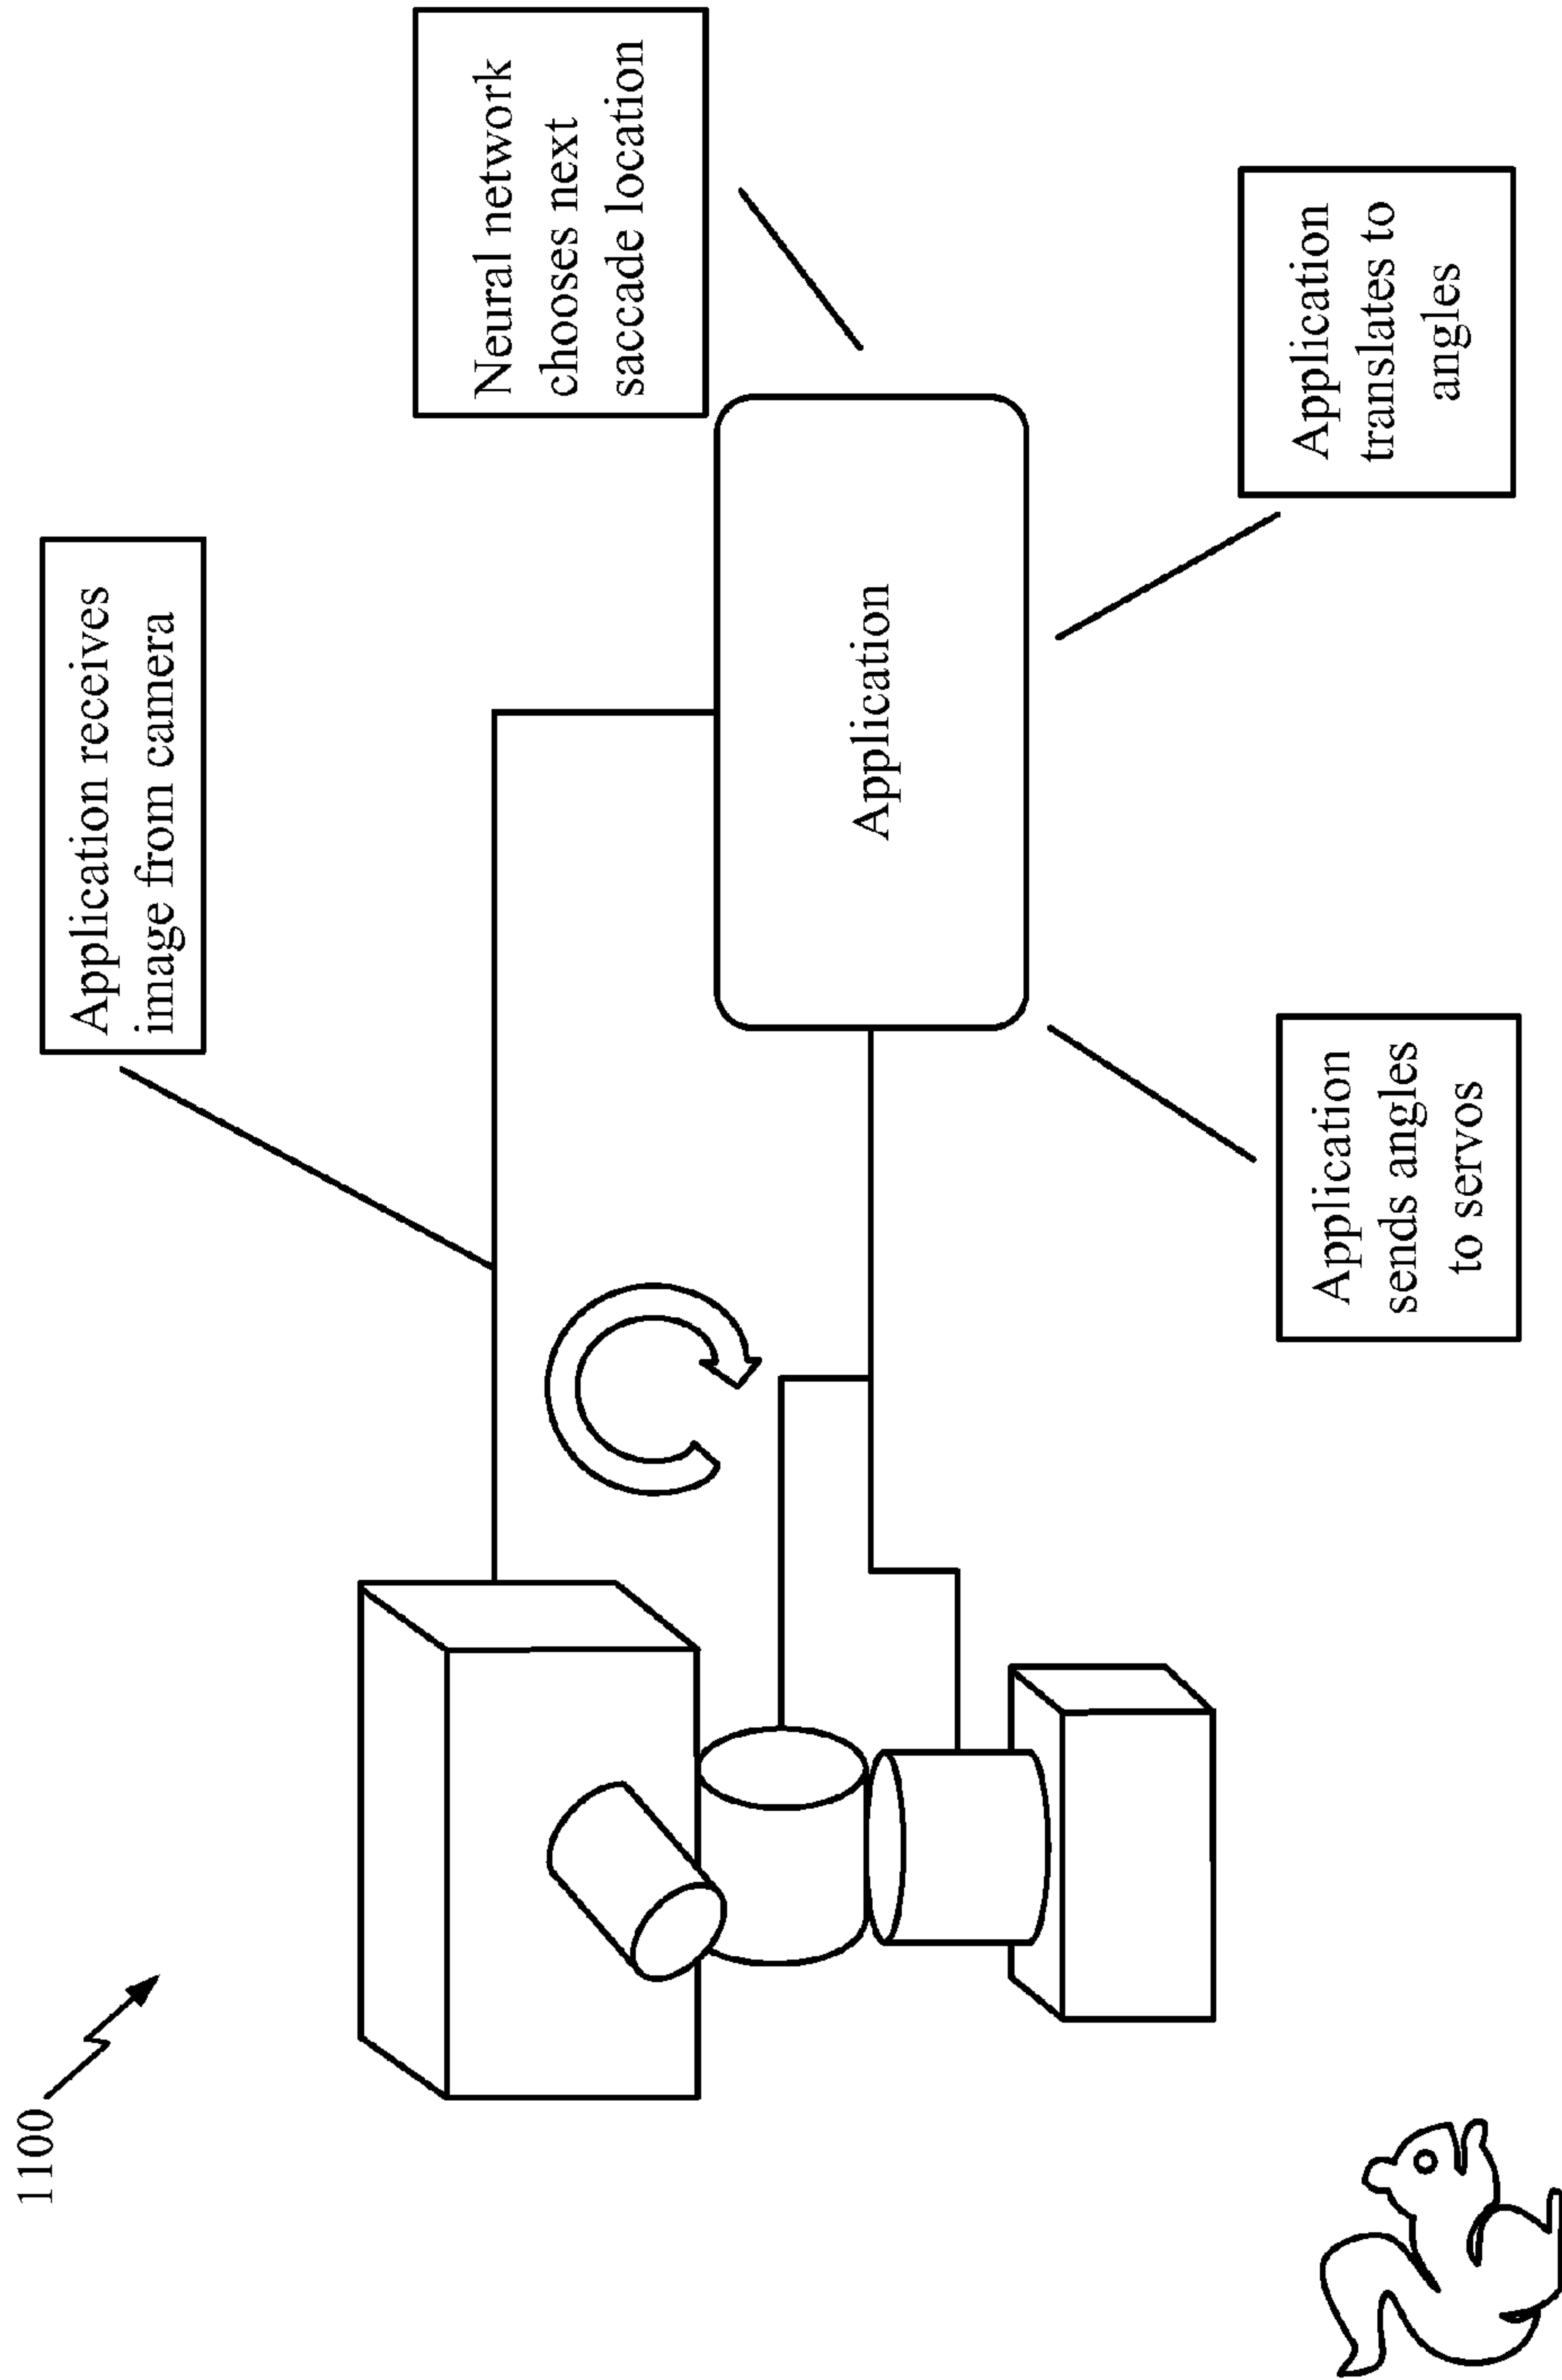 1100
Application receives
image from camera
Neural network
chooses next
saccade location
Application
Application
sends angles
to servos
Application
translates to
angles